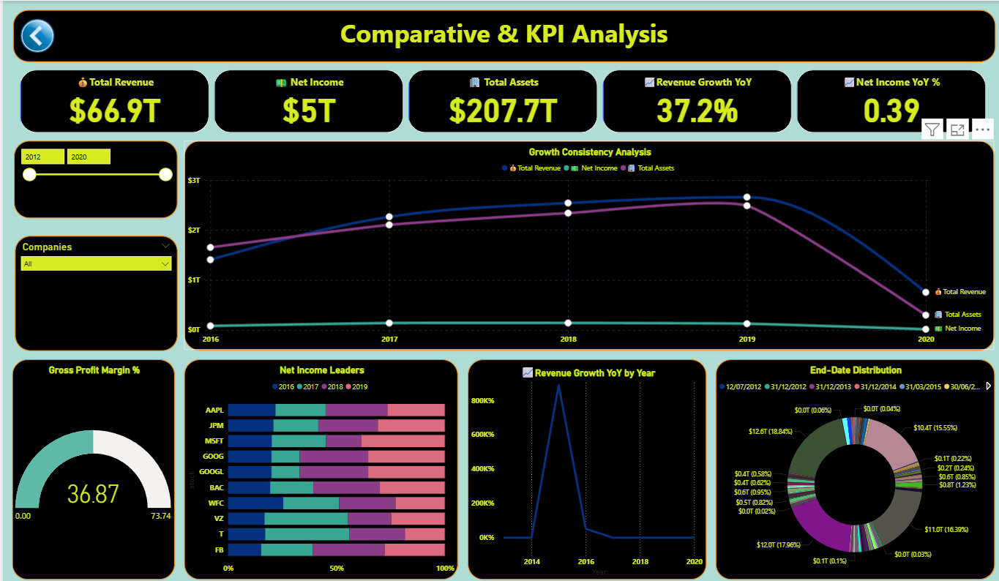 Comparative & KPI Analysis
Total Revenue
$66.9T
Net Income
$5T
Total Assets
$207.7T
Revenue Growth YoY
37.2%
Net Income YoY %
0.39
2012
2020
Companies
All
Growth Consistency Analysis
Total Revenue Net Income Total Assets
$3T
$2T
$1T
$0T
Total Revenue
Total Assets
Net Income
2016 2017 2018 2019 2020
Gross Profit Margin %
36.87
0.00 73.74
Net Income Leaders
2016 2017 2018 2019
stock
AAPL
JPM
MSFT
GOOG
GOOGL
BAC
WFC
VZ
T
FB
0% 50% 100%
Revenue Growth YoY by Year
800K%
600K%
400K%
200K%
0K%
2014 2016 2018 2020
Year
End-Date Distribution
12/07/2012 31/12/2012 31/12/2013 31/12/2014 31/03/2015 30/06/2...
$0.0T (0.06%)
$0.0T (0.04%)
$12.6T (18.84%)
$10.4T (15.55%)
$0.1T (0.22%)
$0.2T (0.24%)
$0.6T (0.85%)
$0.8T (1.23%)
$0.4T (0.58%)
$0.4T (0.62%)
$0.6T (0.95%)
$0.5T (0.82%)
$0.0T (0.02%)
$11.0T (16.39%)
$12.0T (17.96%)
$0.0T (0.03%)
$0.1T (0.1%)